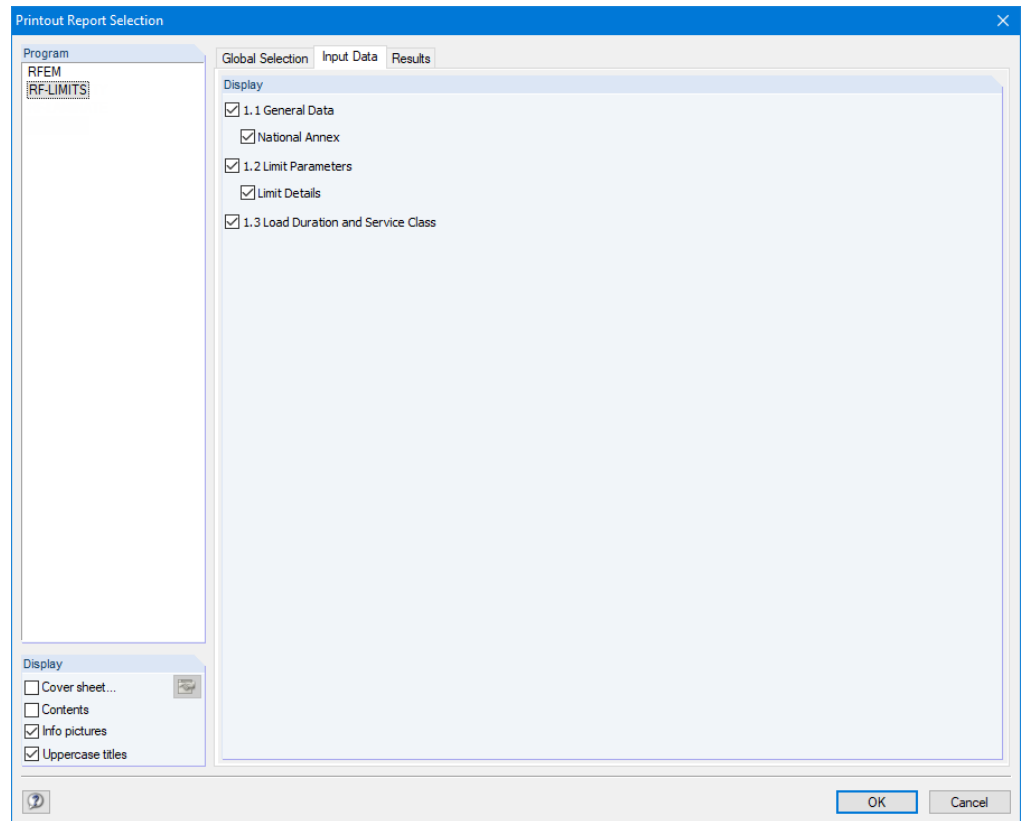 Printout Report Selection
Program
RFEM
RF-LIMITS
Global Selection Input Data Results
Display
1.1 General Data
National Annex
1.2 Limit Parameters
Limit Details
1.3 Load Duration and Service Class
Display
Cover sheet...
Contents
Info pictures
Uppercase titles
OK Cancel